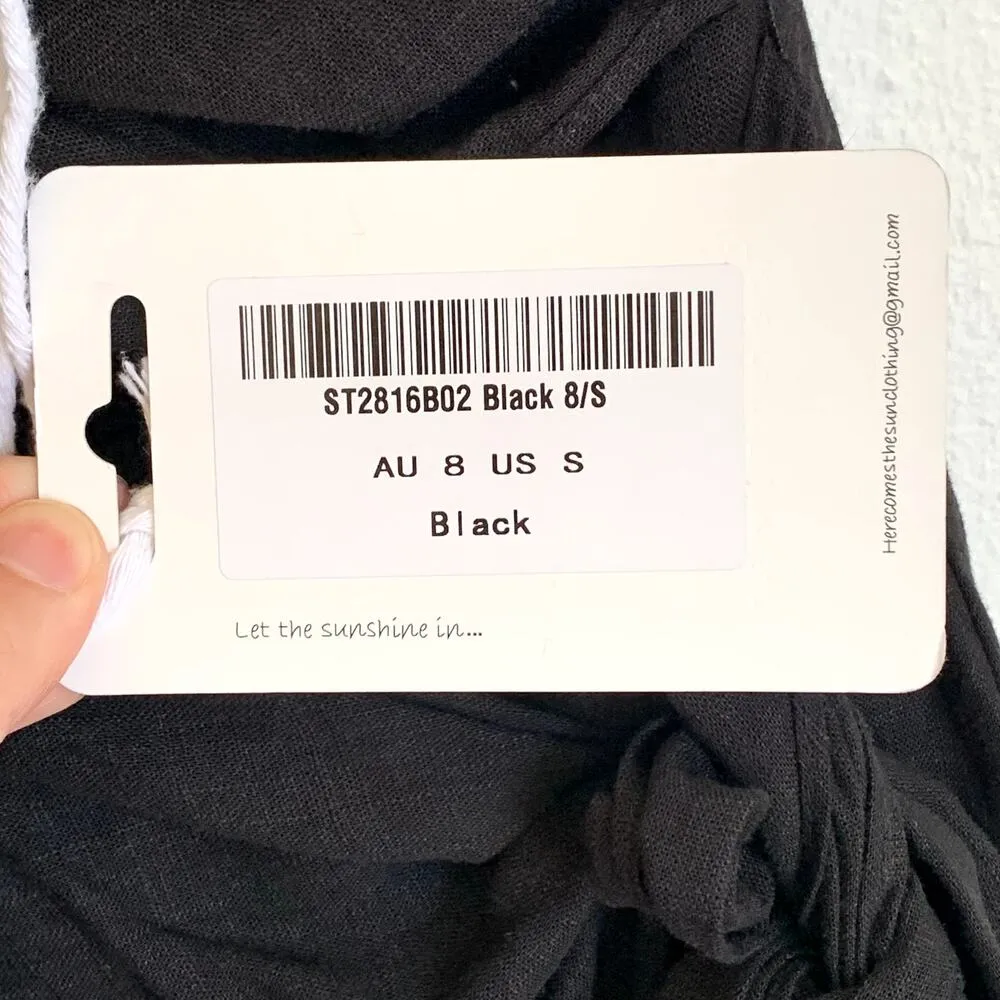 ST2816B02 Black 8/S
AU 8 US S
Black
Let the sunshine in...
Herecomesthesunclothing@gmail.com